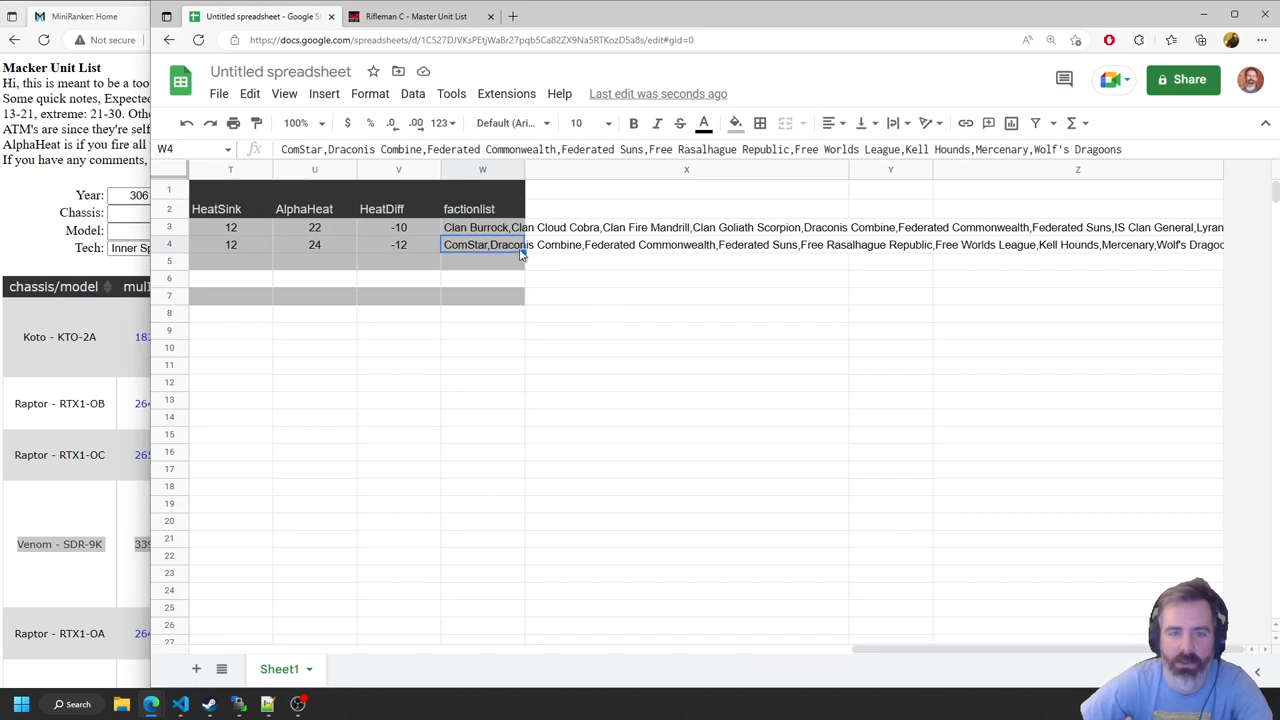 MiniRanker: Home
Untitled spreadsheet - Google S
Rifleman C - Master Unit List
Not secure
https://docs.google.com/spreadsheets/d/1C527DJVKsPEtjWaBr27pqb5Ca82ZX9Na5RTKozD5a8s/edit#gid=0
Macker Unit List
Hi, this is meant to be a too
Some quick notes, Expected
13-21, extreme: 21-30. Othe
ATM's are since they're self
AlphaHeat is if you fire all
If you have any comments,
Year: 306
Chassis:
Model:
Tech: Inner Sp
chassis/model mul
Koto - KTO-2A 183
Raptor - RTX1-OB 264
Raptor - RTX1-OC 265
Venom - SDR-9K 339
Raptor - RTX1-OA 264
Untitled spreadsheet
File Edit View Insert Format Data Tools Extensions Help Last edit was seconds ago
Share
100% $ % .0 .00 123 Default (Ari... 10 B I S A
W4 fx ComStar,Draconis Combine,Federated Commonwealth,Federated Suns,Free Rasalhague Republic,Free Worlds League,Kell Hounds,Mercenary,Wolf's Dragoons
T U V W X Y Z
1
2 HeatSink AlphaHeat HeatDiff factionlist
3 12 22 -10 Clan Burrock,Clan Cloud Cobra,Clan Fire Mandrill,Clan Goliath Scorpion,Draconis Combine,Federated Commonwealth,Federated Suns,IS Clan General,Lyran
4 12 24 -12 ComStar,Draconis Combine,Federated Commonwealth,Federated Suns,Free Rasalhague Republic,Free Worlds League,Kell Hounds,Mercenary,Wolf's Dragoo
5
6
7
8
9
10
11
12
13
14
15
16
17
18
19
20
21
22
23
24
25
26
27
Sheet1
Search